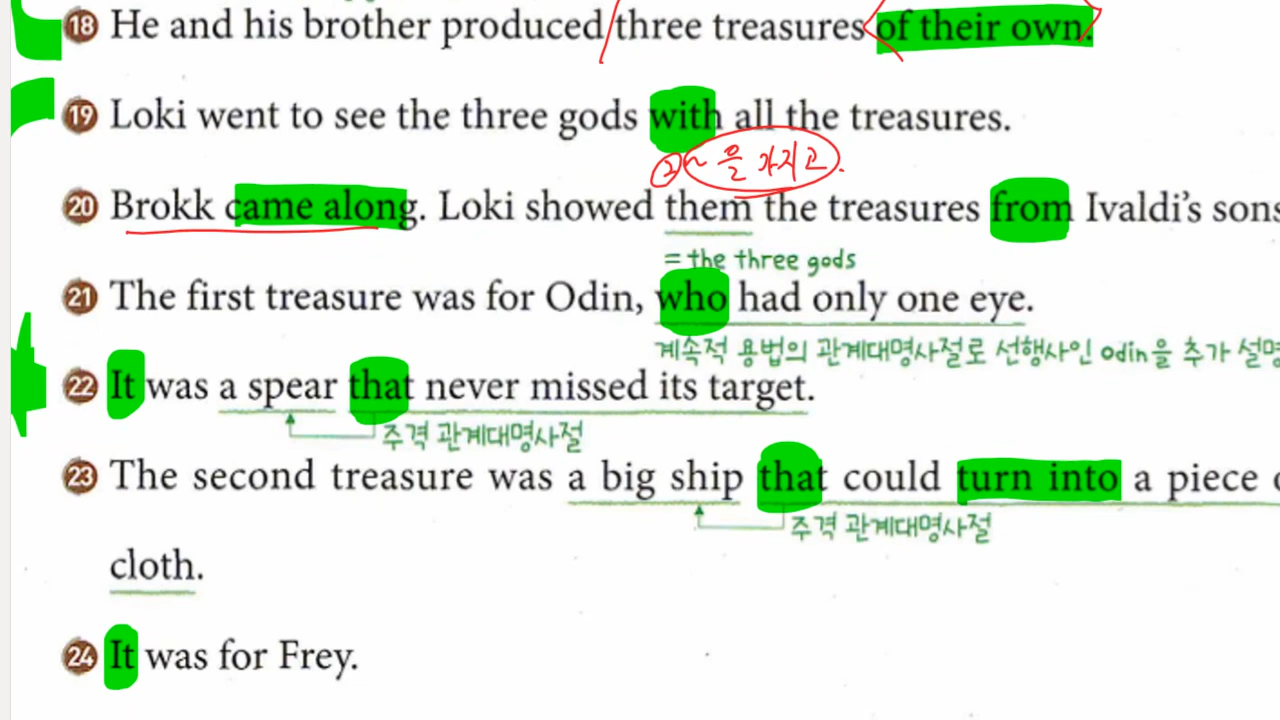 18 He and his brother produced three treasures of their own.
19 Loki went to see the three gods with all the treasures.
② ~을 가지고.
20 Brokk came along. Loki showed them the treasures from Ivaldi's sons
= the three gods
21 The first treasure was for Odin, who had only one eye.
계속적 용법의 관계대명사절로 선행사인 odin을 추가 설명
22 It was a spear that never missed its target.
주격 관계대명사절
23 The second treasure was a big ship that could turn into a piece
주격 관계대명사절
cloth.
24 It was for Frey.